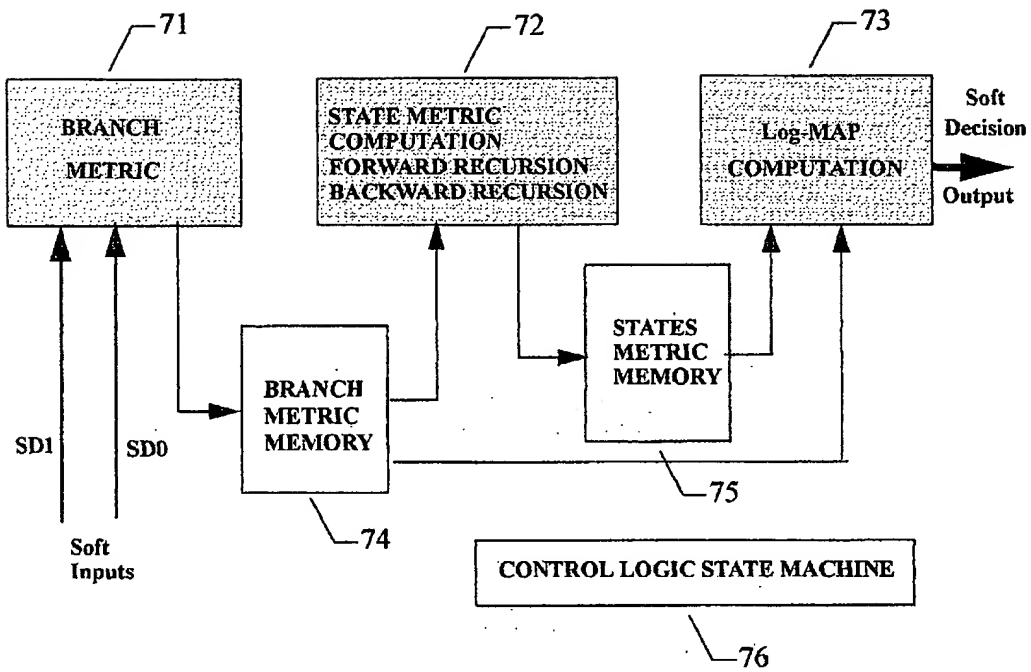 71
72
73
BRANCH
METRIC
STATE METRIC
COMPUTATION
FORWARD RECURSION
BACKWARD RECURSION
Log-MAP
COMPUTATION
Soft
Decision
Output
SD1
SD0
Soft
Inputs
BRANCH
METRIC
MEMORY
74
STATES
METRIC
MEMORY
75
CONTROL LOGIC STATE MACHINE
76